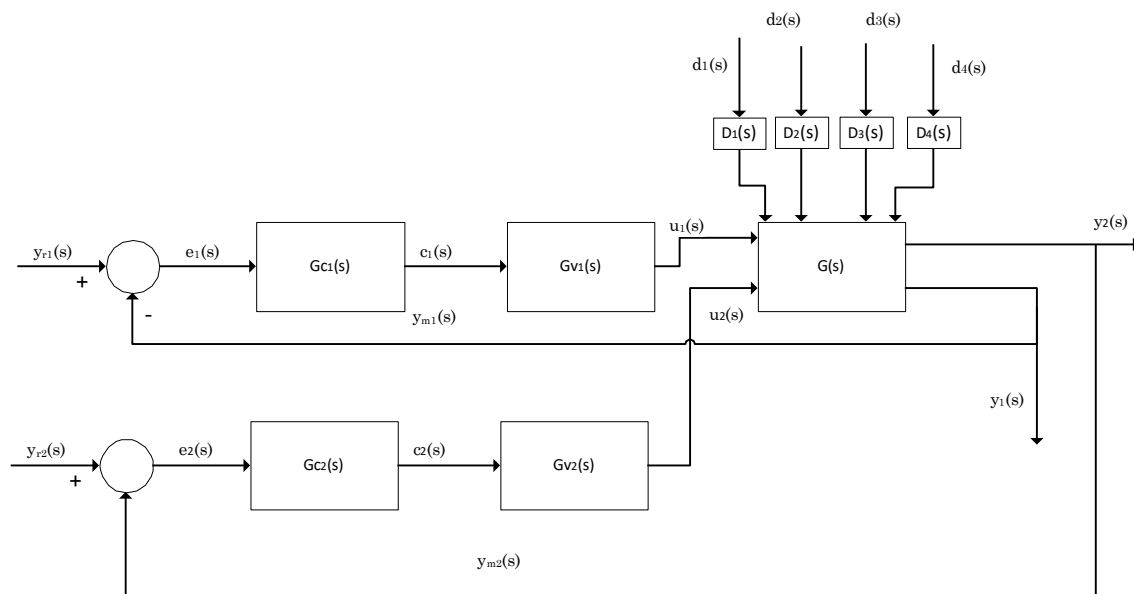 d2(s)
d3(s)
d1(s)
d4(s)
D1(s)
D2(s)
D3(s)
D4(s)
yr1(s)
+
-
e1(s)
Gc1(s)
c1(s)
Gv1(s)
u1(s)
G(s)
y2(s)
ym1(s)
u2(s)
y1(s)
yr2(s)
+
e2(s)
Gc2(s)
c2(s)
Gv2(s)
ym2(s)